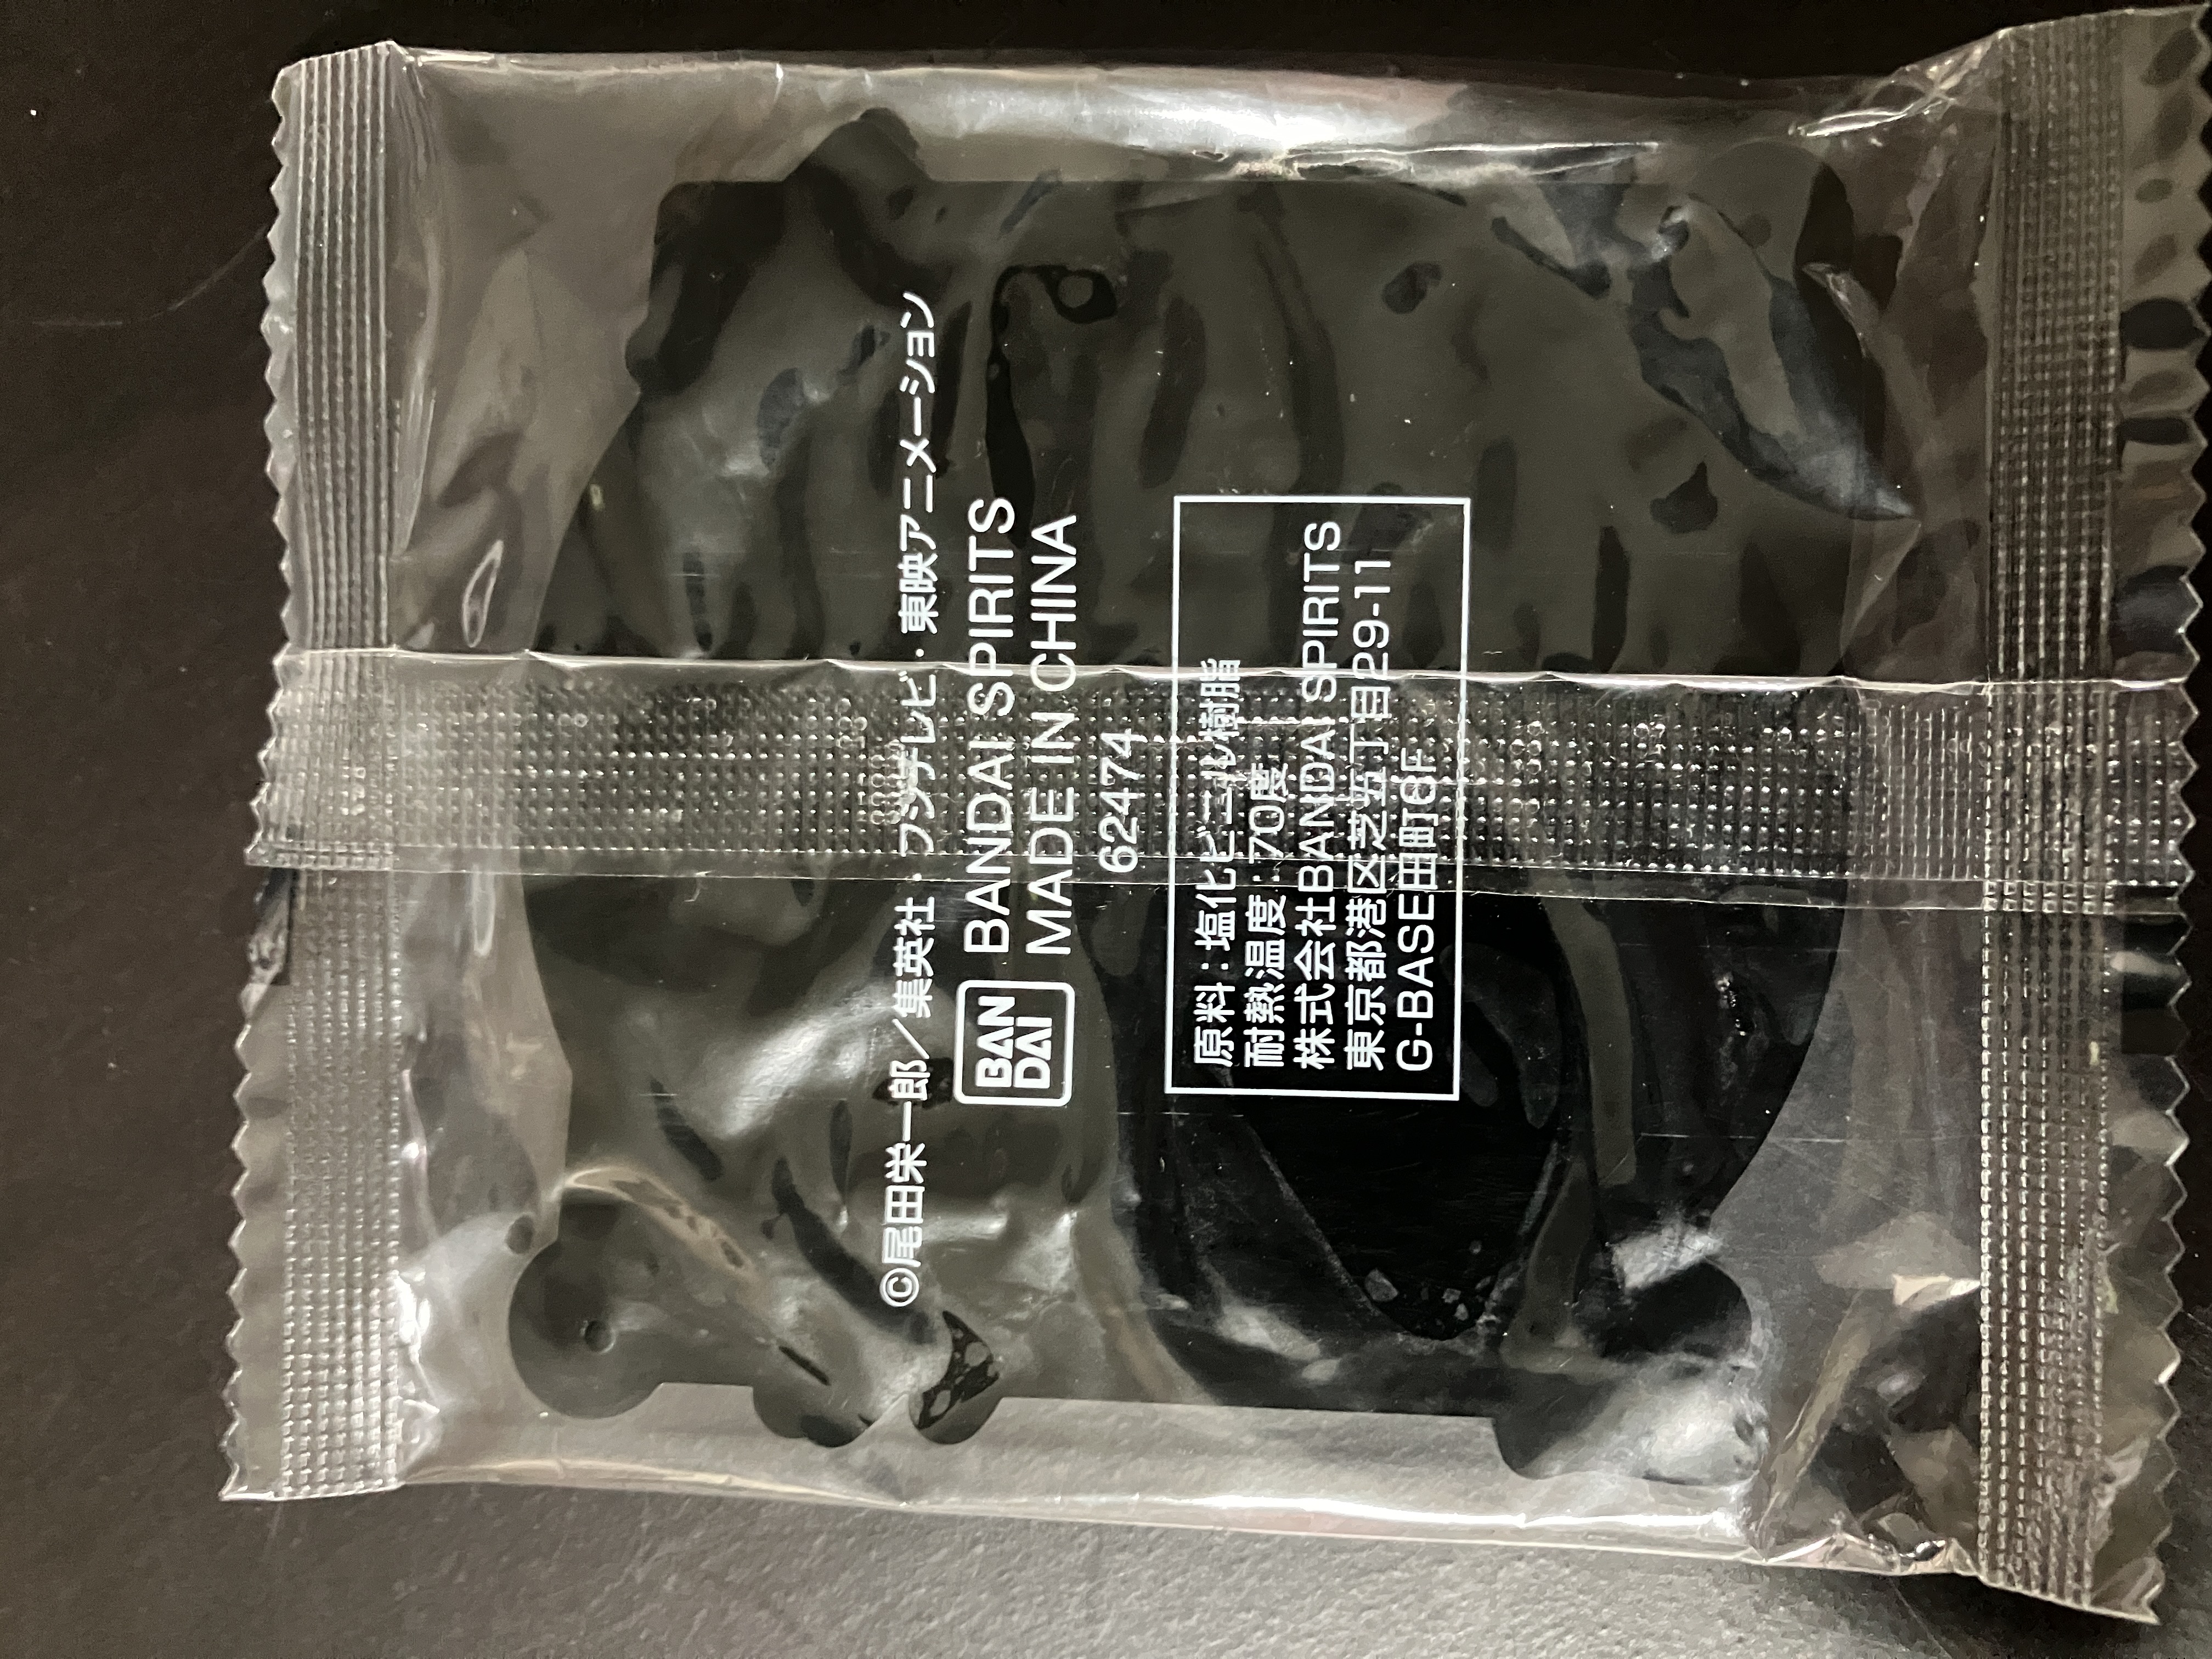 ©尾田栄一郎／集英社・フジテレビ・東映アニメーション
BAN
DAI
BANDAI SPIRITS
MADE IN CHINA
62474
原料：塩化ビニル樹脂
耐熱温度：70度
株式会社BANDAI SPIRITS
東京都港区芝五丁目29-11
G-BASE田町6F